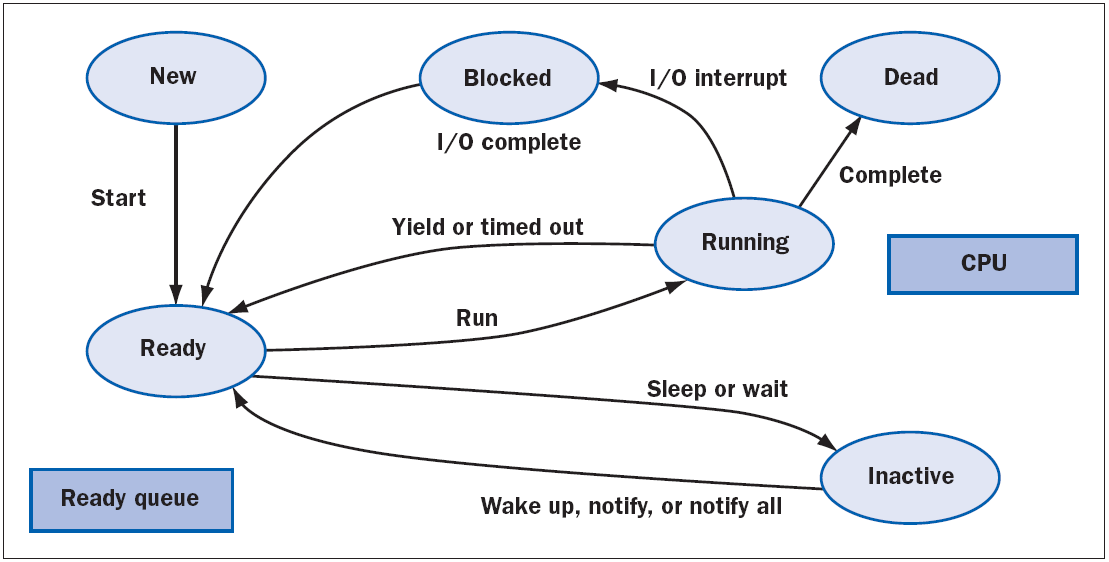 New
Blocked
I/O interrupt
Dead
I/O complete
Complete
Start
Yield or timed out
Running
CPU
Run
Ready
Sleep or wait
Inactive
Ready queue
Wake up, notify, or notify all